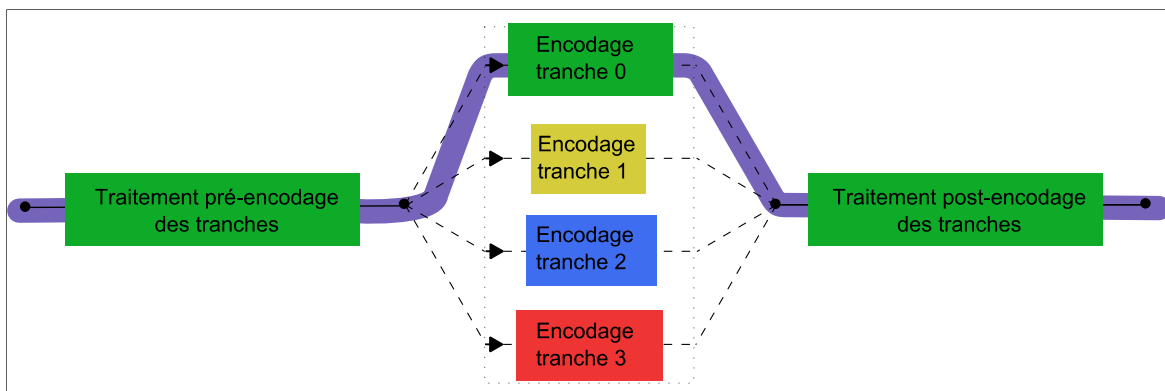 Traitement pré-encodage
des tranches
Encodage
tranche 0
Encodage
tranche 1
Encodage
tranche 2
Encodage
tranche 3
Traitement post-encodage
des tranches